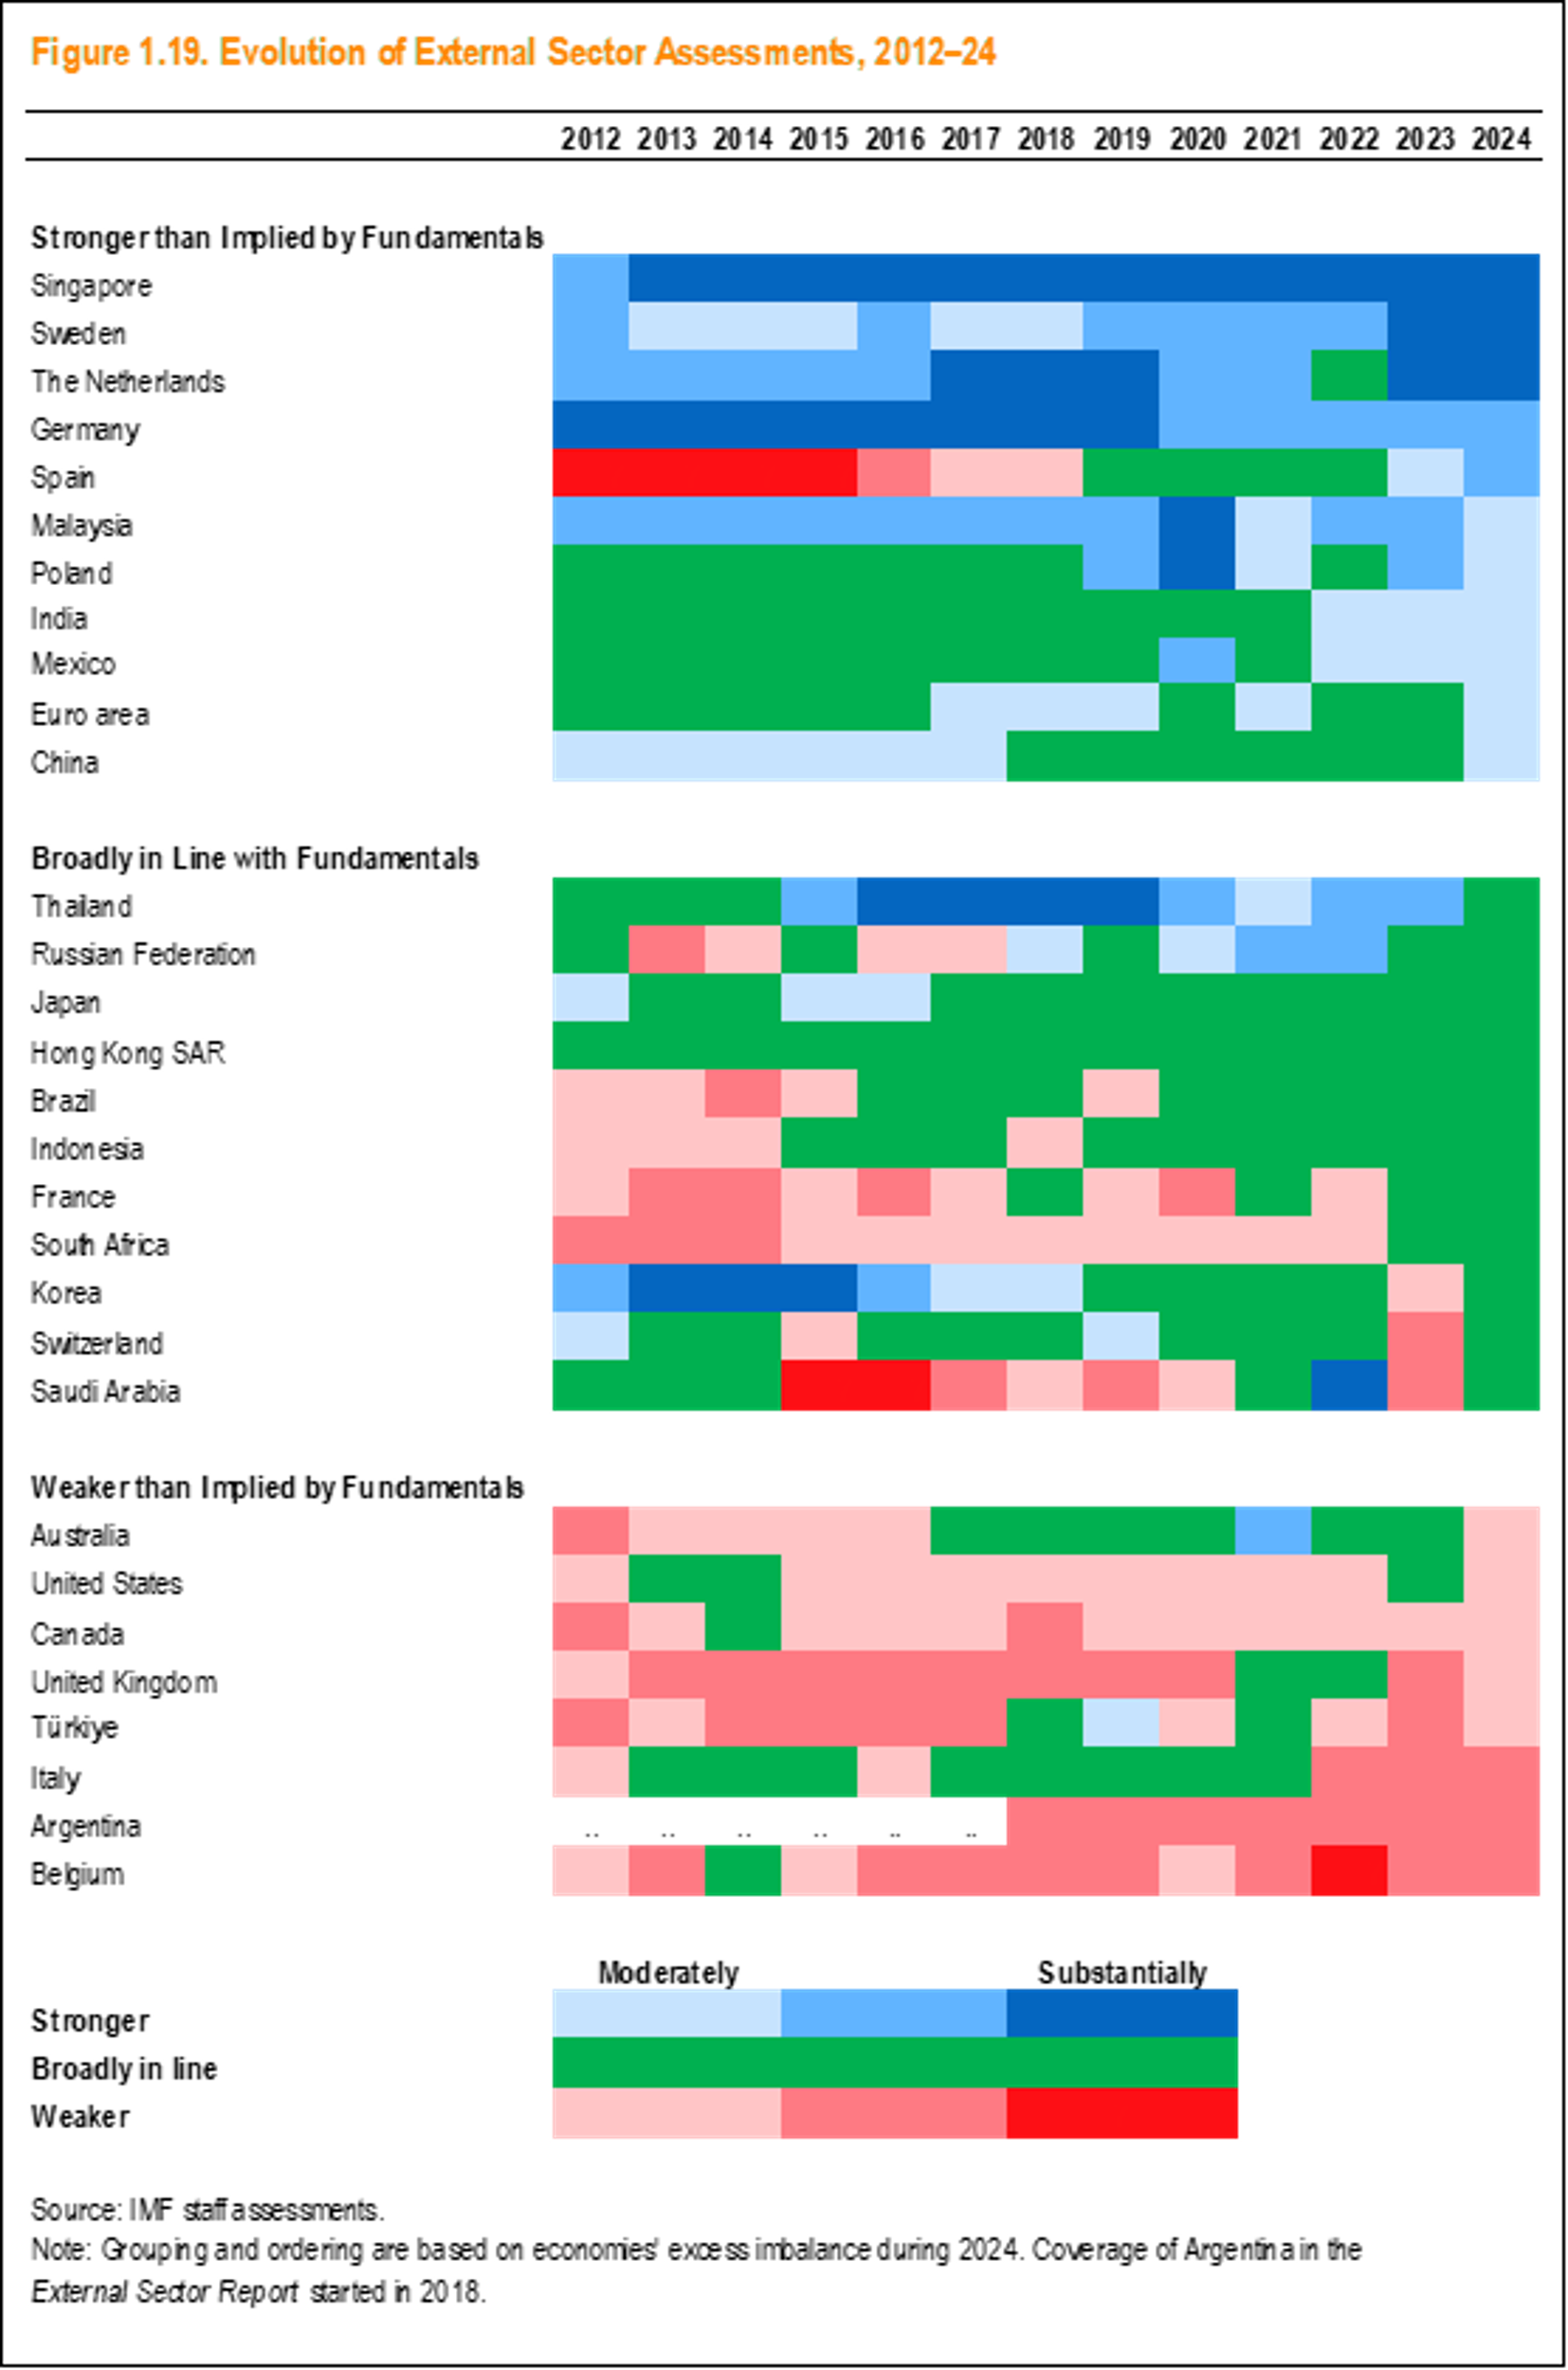 Figure 1.19. Evolution of External Sector Assessments, 2012–24
2012 2013 2014 2015 2016 2017 2018 2019 2020 2021 2022 2023 2024
Stronger than Implied by Fundamentals
Singapore
Sweden
The Netherlands
Germany
Spain
Malaysia
Poland
India
Mexico
Euro area
China
Broadly in Line with Fundamentals
Thailand
Russian Federation
Japan
Hong Kong SAR
Brazil
Indonesia
France
South Africa
Korea
Switzerland
Saudi Arabia
Weaker than Implied by Fundamentals
Australia
United States
Canada
United Kingdom
Türkiye
Italy
Argentina .. .. .. .. .. ..
Belgium
Moderately Substantially
Stronger
Broadly in line
Weaker
Source: IMF staff assessments.
Note: Grouping and ordering are based on economies' excess imbalance during 2024. Coverage of Argentina in the
External Sector Report started in 2018.